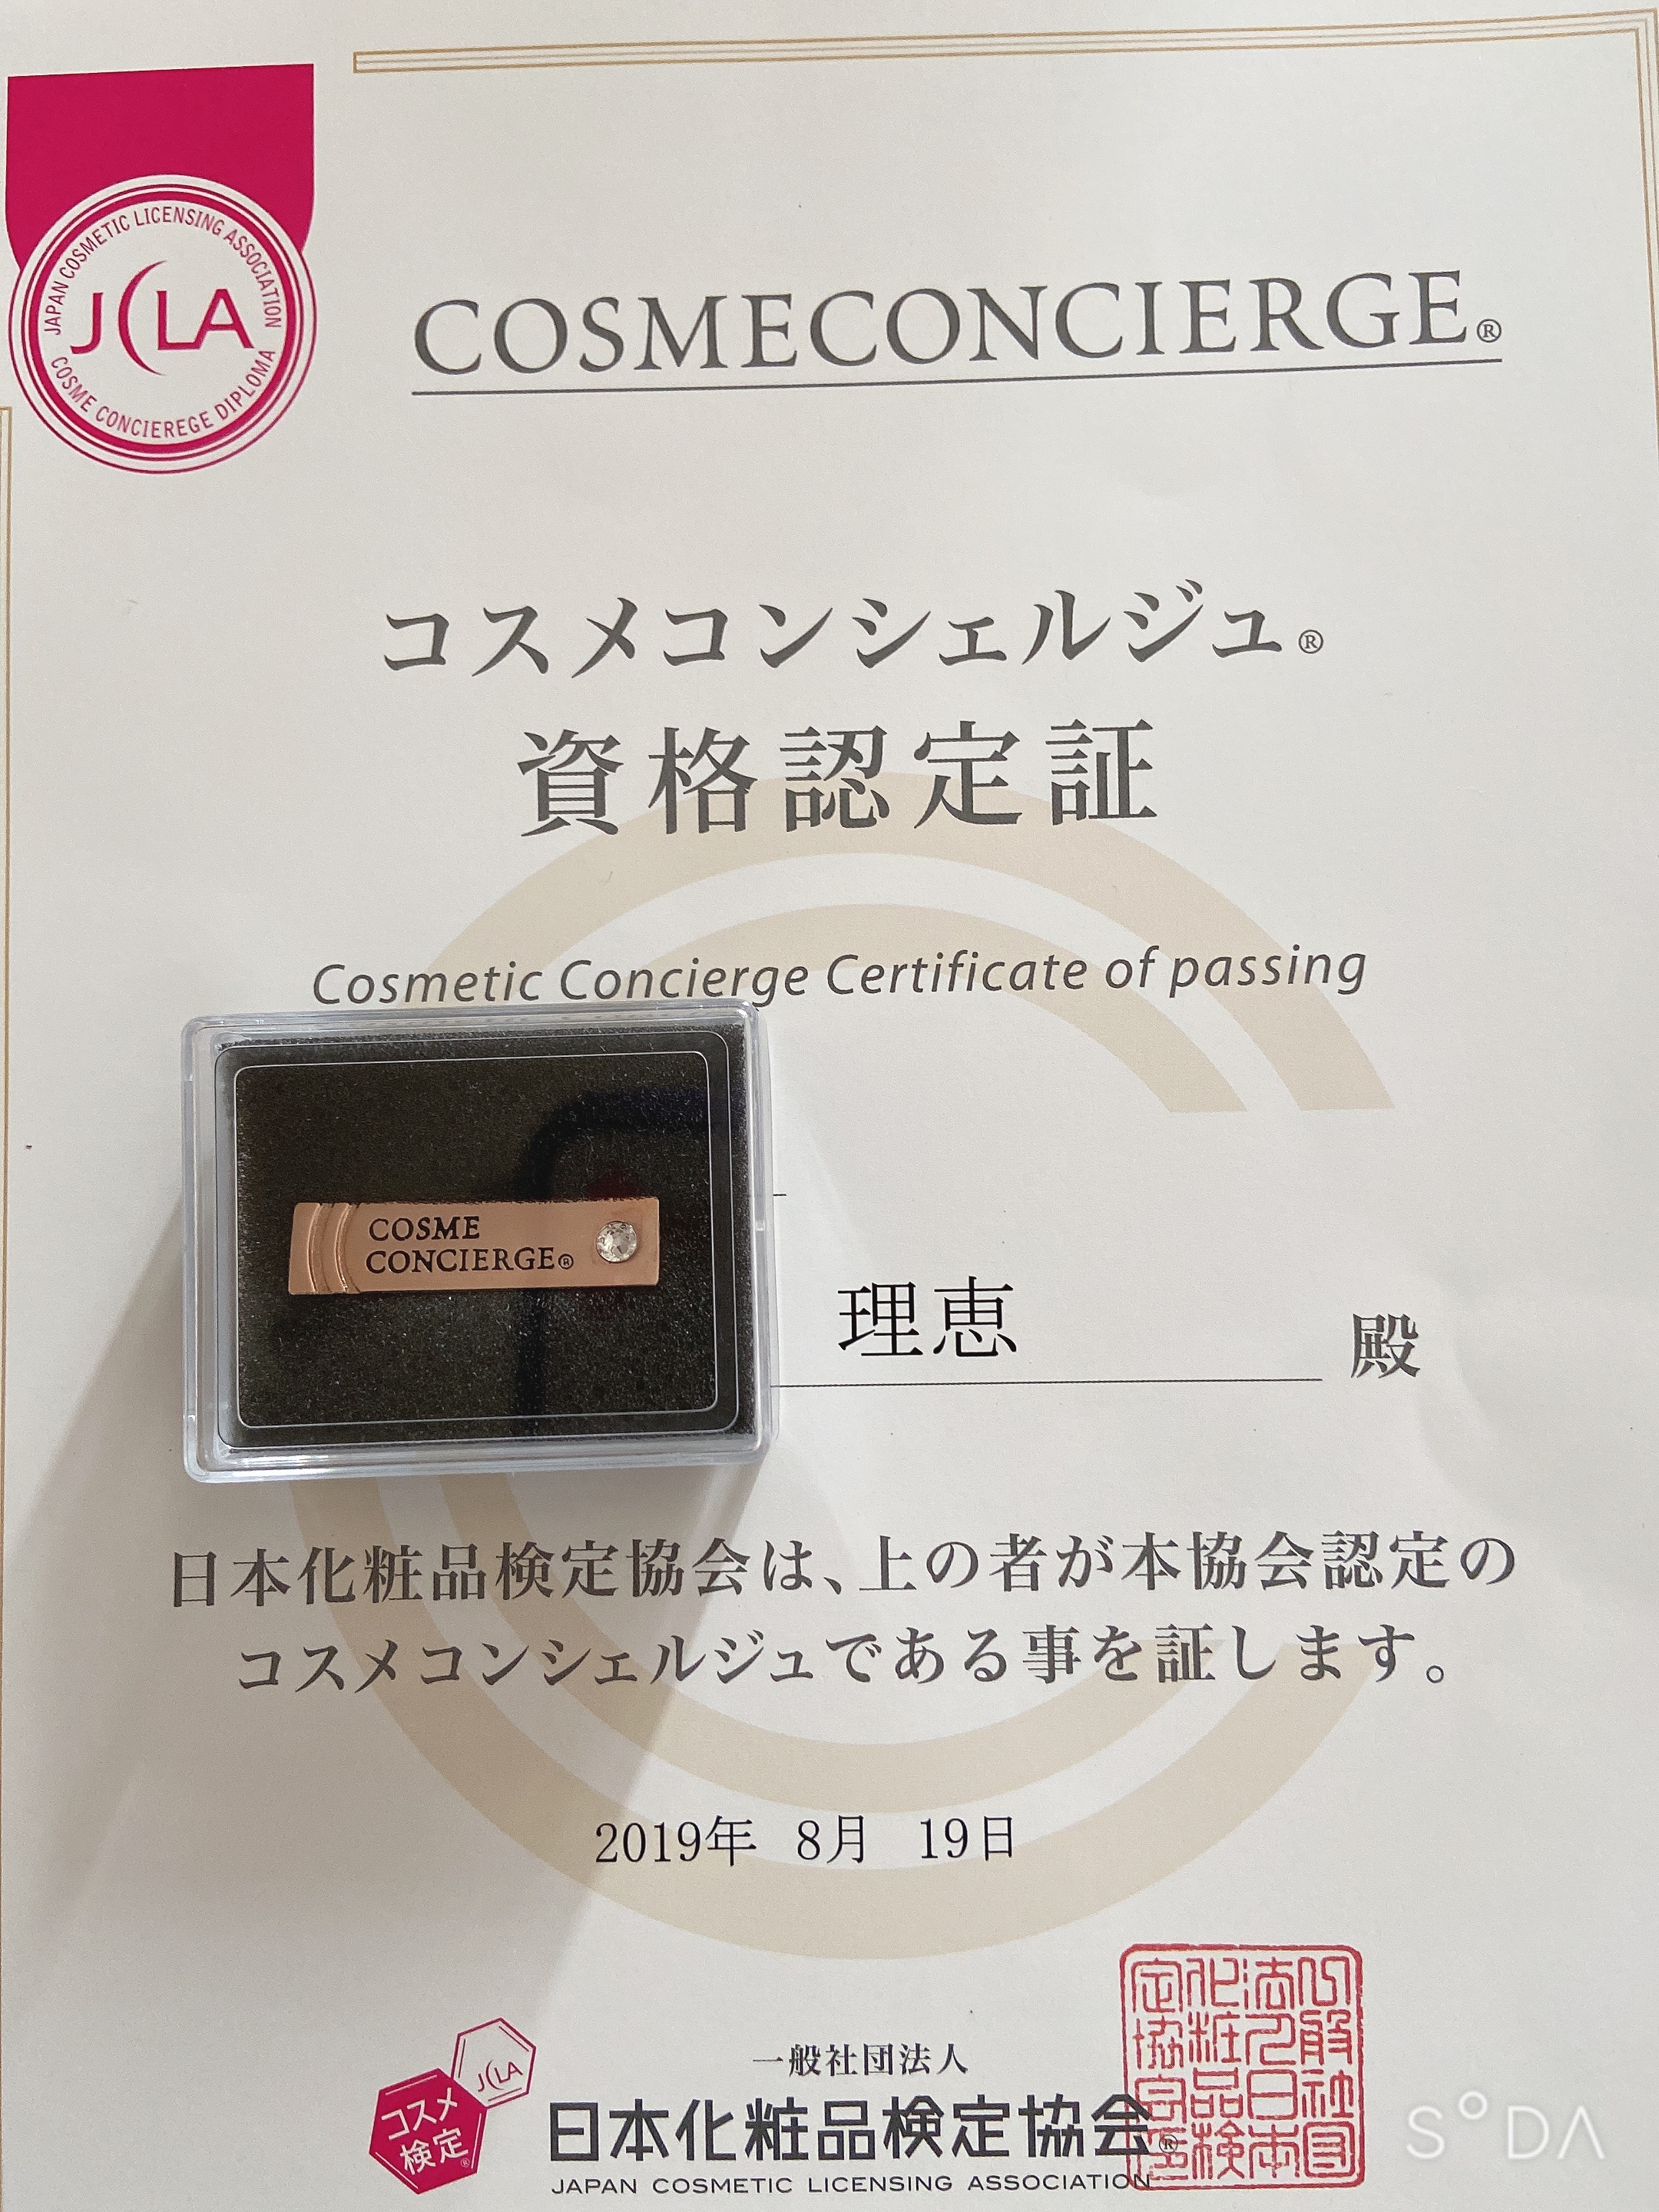 JAPAN COSMETIC LICENSING ASSOCIATION
JCLA
COSME CONCIEREGE DIPLOMA
COSMECONCIERGE®
コスメコンシェルジュ®
資格認定証
Cosmetic Concierge Certificate of passing
COSME
CONCIERGE®
理恵 殿
日本化粧品検定協会は、上の者が本協会認定の
コスメコンシェルジュである事を証します。
2019年 8月 19日
JCLA
コスメ
検定®
一般社団法人
日本化粧品検定協会®
JAPAN COSMETIC LICENSING ASSOCIATION
SODA